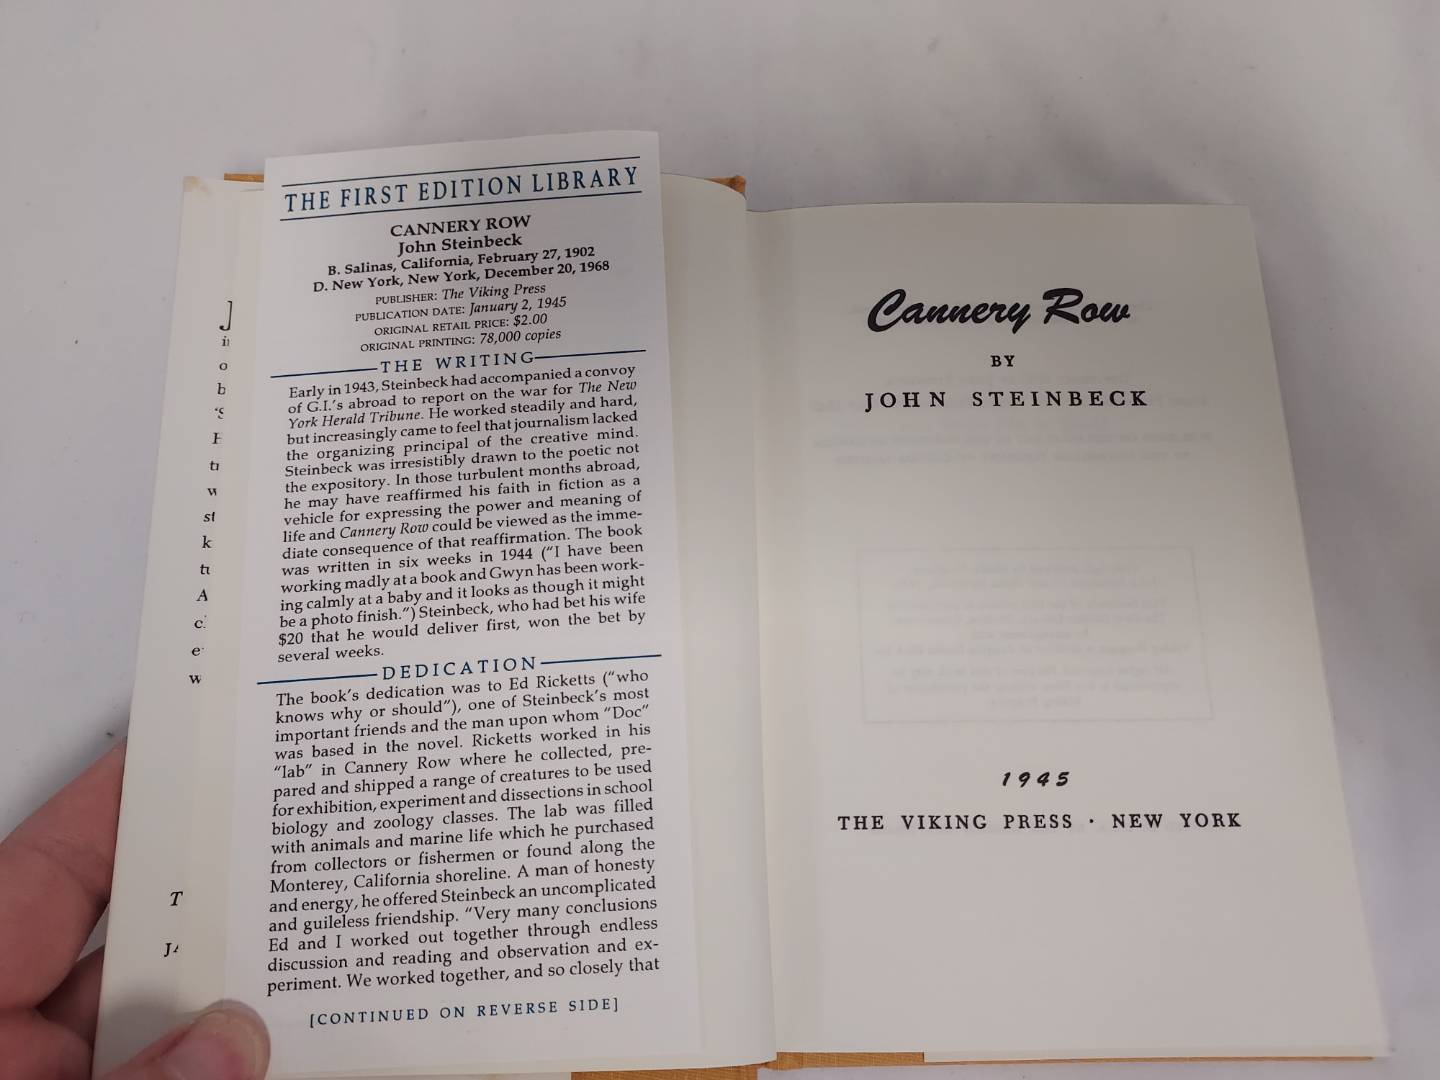 THE FIRST EDITION LIBRARY
CANNERY ROW
John Steinbeck
B. Salinas, California, February 27, 1902
D. New York, New York, December 20, 1968
PUBLISHER: The Viking Press
PUBLICATION DATE: January 2, 1945
ORIGINAL RETAIL PRICE: $2.00
ORIGINAL PRINTING: 78,000 copies
THE WRITING
Early in 1943, Steinbeck had accompanied a convoy
of G.I.'s abroad to report on the war for The New
York Herald Tribune. He worked steadily and hard,
but increasingly came to feel that journalism lacked
the organizing principal of the creative mind.
Steinbeck was irresistibly drawn to the poetic not
the expository. In those turbulent months abroad,
he may have reaffirmed his faith in fiction as a
vehicle for expressing the power and meaning of
life and Cannery Row could be viewed as the imme-
diate consequence of that reaffirmation. The book
was written in six weeks in 1944 ("I have been
working madly at a book and Gwyn has been work-
ing calmly at a baby and it looks as though it might
be a photo finish.") Steinbeck, who had bet his wife
$20 that he would deliver first, won the bet by
several weeks.
DEDICATION
The book's dedication was to Ed Ricketts ("who
knows why or should"), one of Steinbeck's most
important friends and the man upon whom "Doc"
was based in the novel. Ricketts worked in his
"lab" in Cannery Row where he collected, pre-
pared and shipped a range of creatures to be used
for exhibition, experiment and dissections in school
biology and zoology classes. The lab was filled
with animals and marine life which he purchased
from collectors or fishermen or found along the
Monterey, California shoreline. A man of honesty
and energy, he offered Steinbeck an uncomplicated
and guileless friendship. "Very many conclusions
Ed and I worked out together through endless
discussion and reading and observation and ex-
periment. We worked together, and so closely that
[CONTINUED ON REVERSE SIDE]
Cannery Row
BY
JOHN STEINBECK
1945
THE VIKING PRESS · NEW YORK